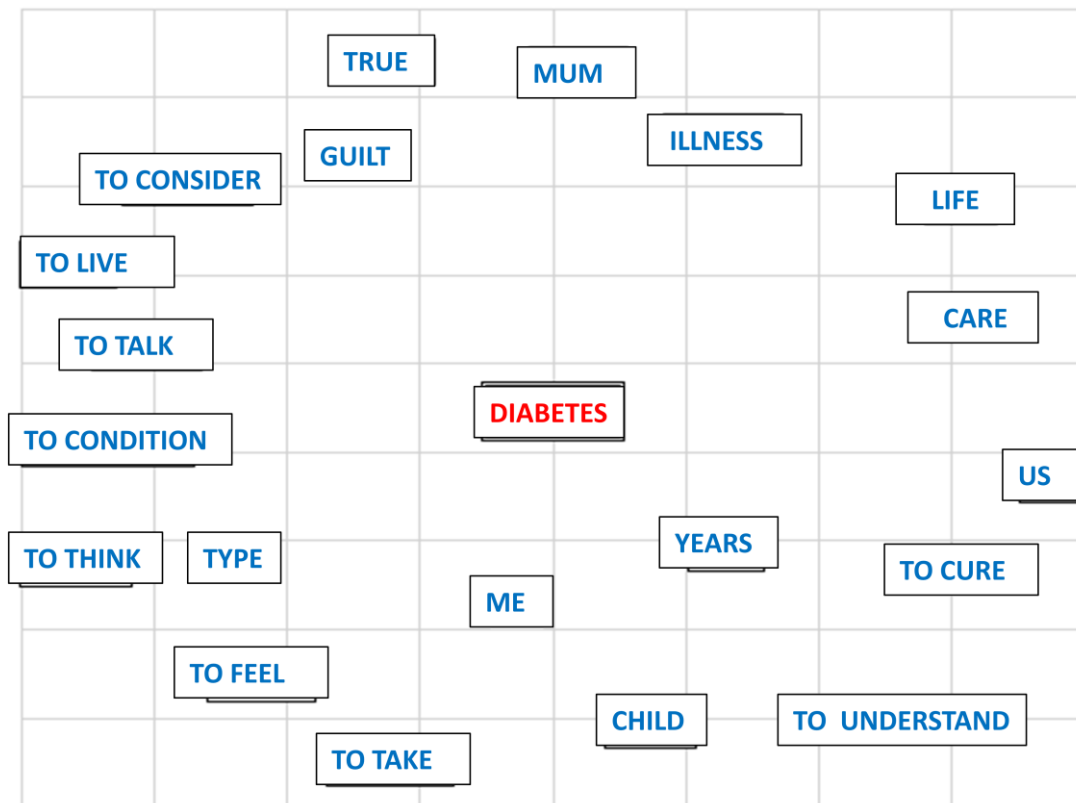 TRUE
MUM
ILLNESS
GUILT
TO CONSIDER
LIFE
TO LIVE
CARE
TO TALK
DIABETES
TO CONDITION
US
YEARS
TO THINK
TYPE
TO CURE
ME
TO FEEL
CHILD
TO UNDERSTAND
TO TAKE